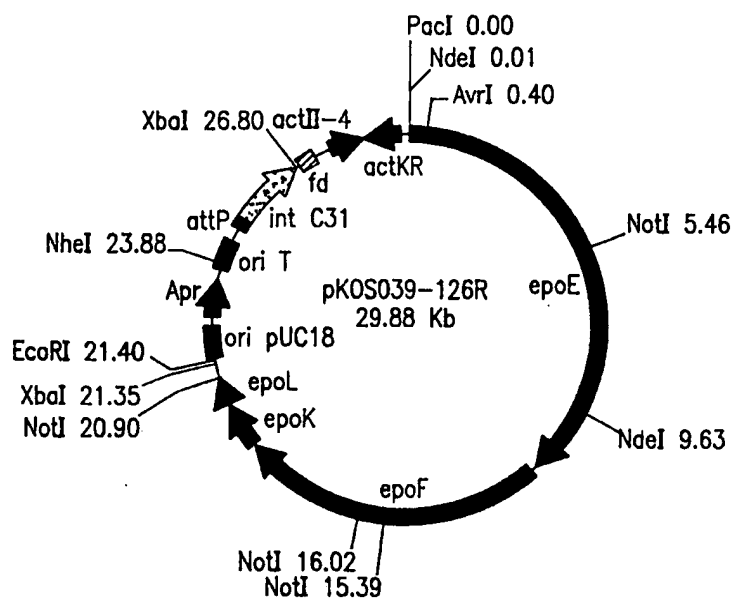 PacI 0.00
NdeI 0.01
AvrI 0.40
XbaI 26.80
actII-4
actKR
fd
attP
int C31
NheI 23.88
ori T
NotI 5.46
Apr
pKOS039-126R
29.88 Kb
epoE
ori pUC18
EcoRI 21.40
XbaI 21.35
NotI 20.90
epoL
epoK
NdeI 9.63
epoF
NotI 16.02
NotI 15.39